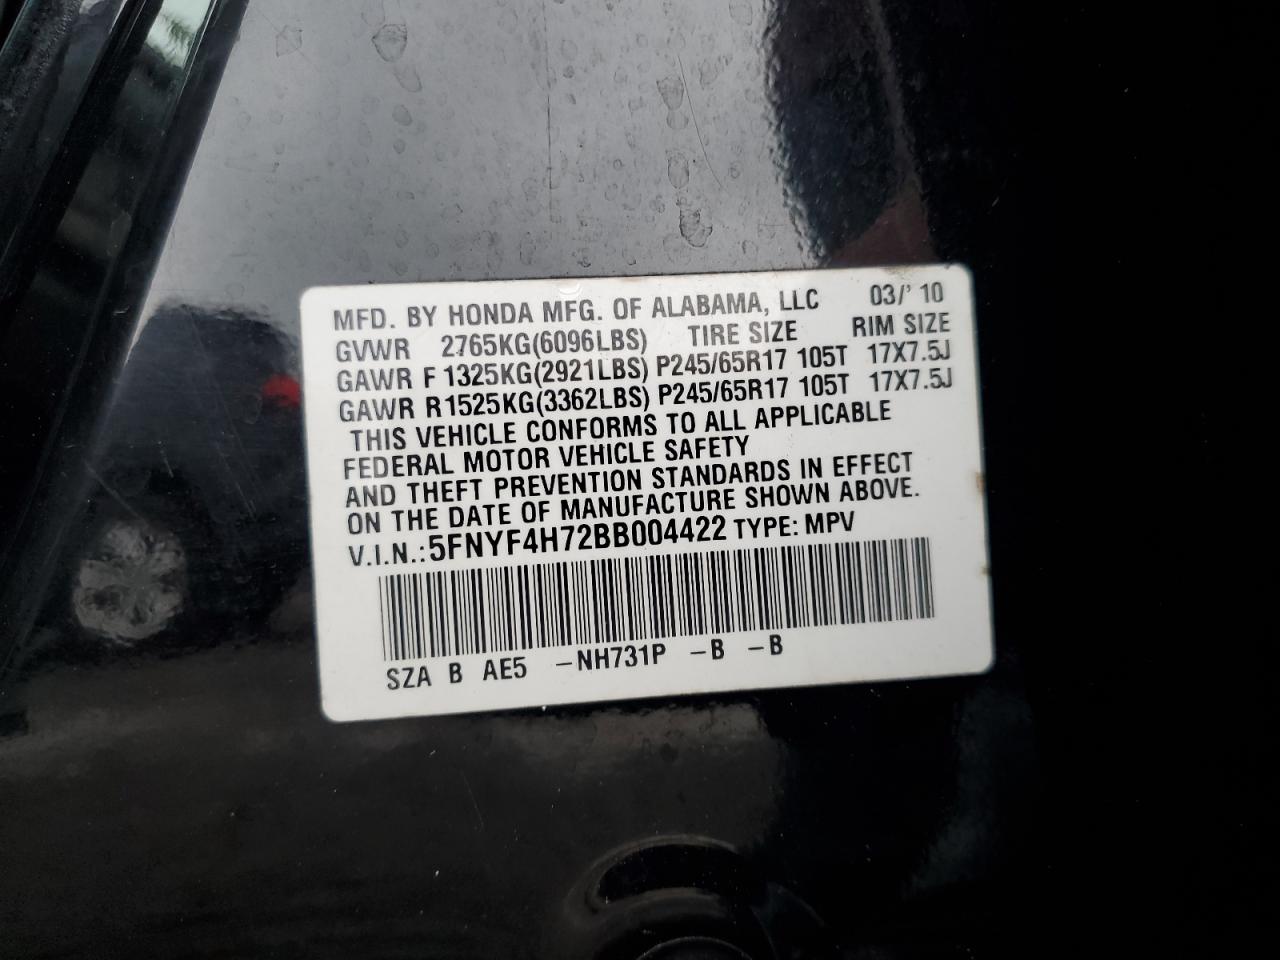 MFD. BY HONDA MFG. OF ALABAMA, LLC 03/'10
GVWR 2765KG(6096LBS) TIRE SIZE RIM SIZE
GAWR F 1325KG(2921LBS) P245/65R17 105T 17X7.5J
GAWR R1525KG(3362LBS) P245/65R17 105T 17X7.5J
THIS VEHICLE CONFORMS TO ALL APPLICABLE
FEDERAL MOTOR VEHICLE SAFETY
AND THEFT PREVENTION STANDARDS IN EFFECT
ON THE DATE OF MANUFACTURE SHOWN ABOVE.
V.I.N.: 5FNYF4H72BB004422 TYPE: MPV
SZA B AE5 -NH731P -B -B